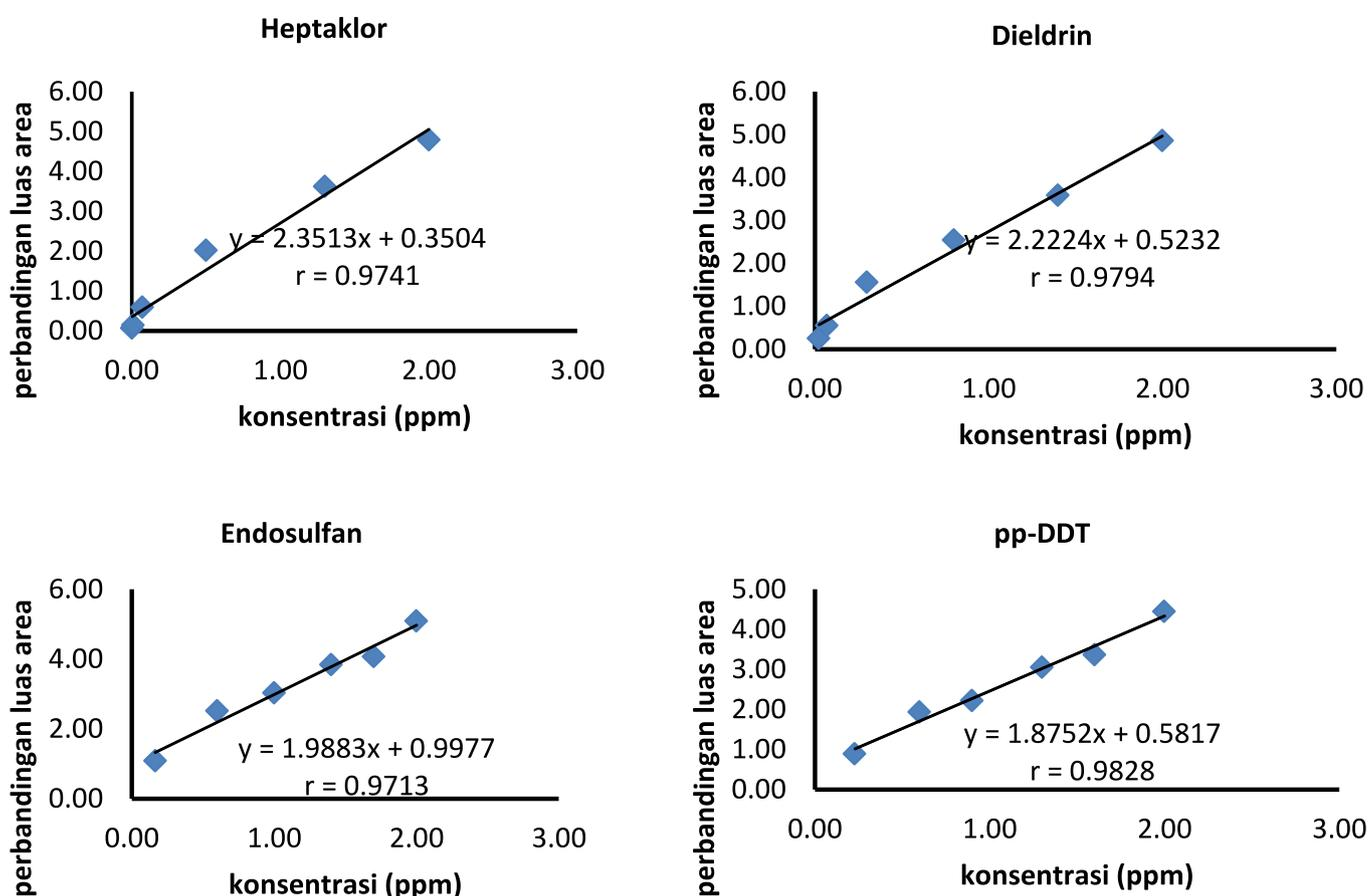 Heptaklor
perbandingan luas area
6.00
5.00
4.00
3.00
2.00
1.00
0.00
y = 2.3513x + 0.3504
r = 0.9741
0.00 1.00 2.00 3.00
konsentrasi (ppm)
Dieldrin
perbandingan luas area
6.00
5.00
4.00
3.00
2.00
1.00
0.00
y = 2.2224x + 0.5232
r = 0.9794
0.00 1.00 2.00 3.00
konsentrasi (ppm)
Endosulfan
perbandingan luas area
6.00
4.00
2.00
0.00
y = 1.9883x + 0.9977
r = 0.9713
0.00 1.00 2.00 3.00
konsentrasi (ppm)
pp-DDT
perbandingan luas area
5.00
4.00
3.00
2.00
1.00
0.00
y = 1.8752x + 0.5817
r = 0.9828
0.00 1.00 2.00 3.00
konsentrasi (ppm)